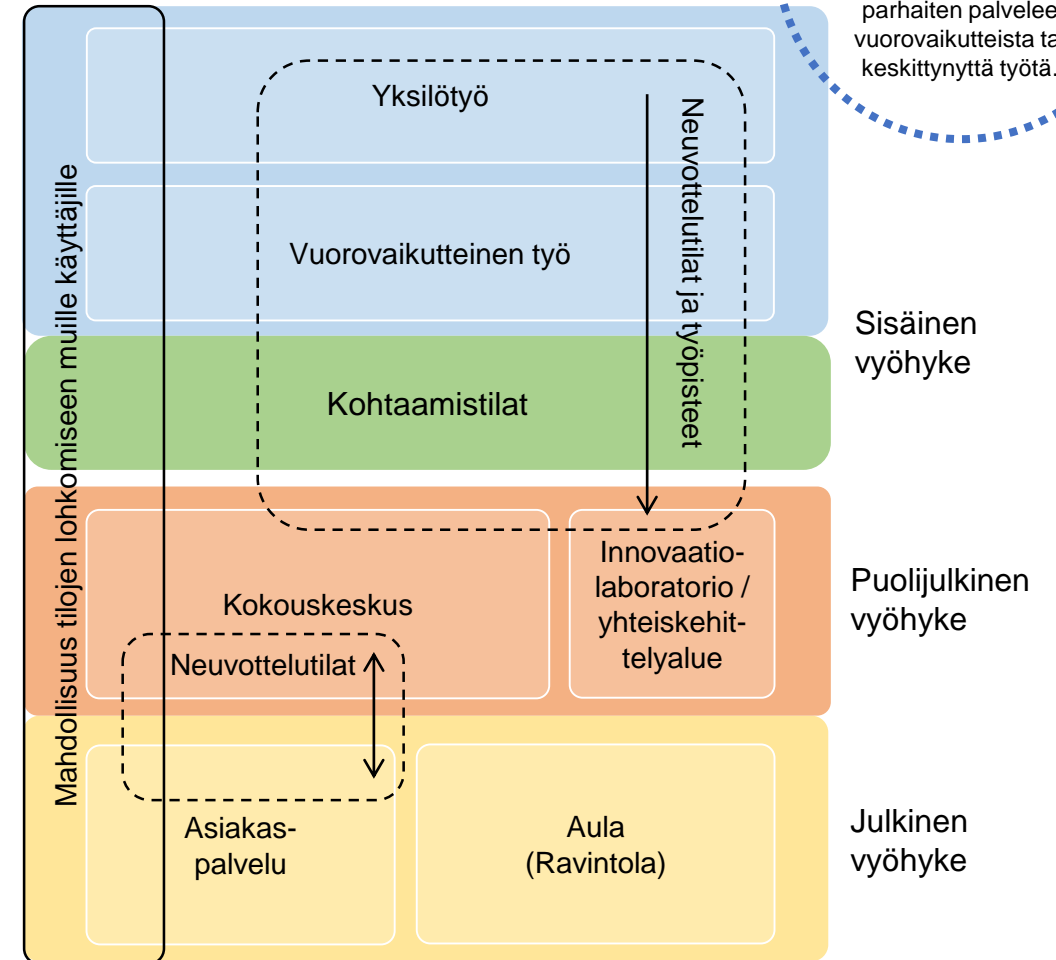 parhaiten palvelee
vuorovaikutteista ta
keskittynyttä työtä.
Yksilötyö
Neuvottelutilat ja työpisteet
Vuorovaikutteinen työ
Mahdollisuus tilojen lohkomiseen muille käyttäjille
Sisäinen
vyöhyke
Kohtaamistilat
Innovaatio-
laboratorio /
yhteiskehit-
telyalue
Kokouskeskus
Neuvottelutilat
Puolijulkinen
vyöhyke
Asiakas-
palvelu
Aula
(Ravintola)
Julkinen
vyöhyke